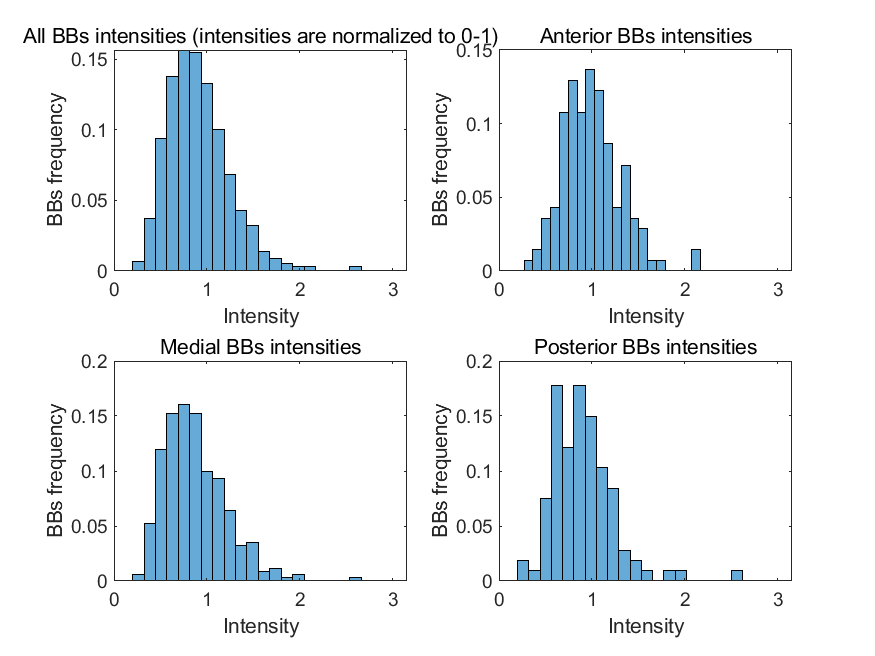 All BBs intensities (intensities are normalized to 0-1)
0.15
0.1
0.05
0
BBs frequency
0 1 2 3
Intensity
Anterior BBs intensities
0.15
0.1
0.05
0
BBs frequency
0 1 2 3
Intensity
Medial BBs intensities
0.2
0.15
0.1
0.05
0
BBs frequency
0 1 2 3
Intensity
Posterior BBs intensities
0.2
0.15
0.1
0.05
0
BBs frequency
0 1 2 3
Intensity